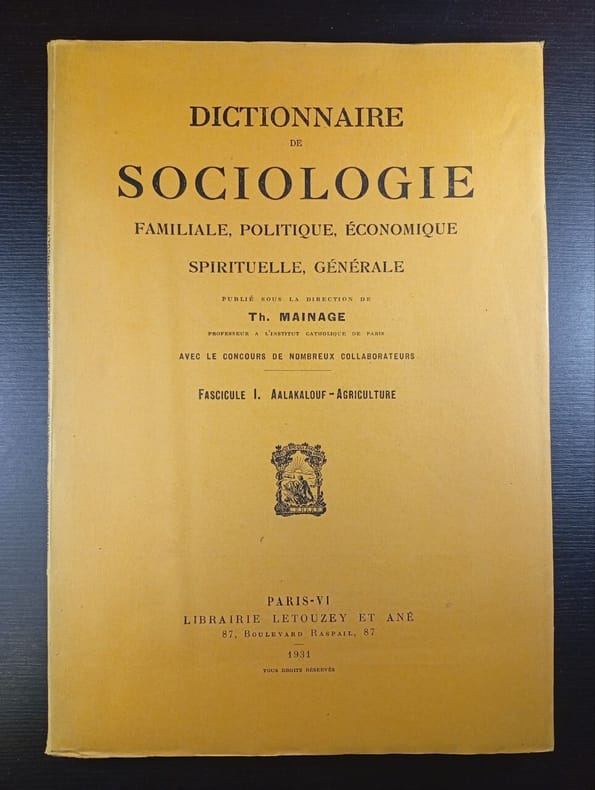 DICTIONNAIRE
DE
SOCIOLOGIE
FAMILIALE, POLITIQUE, ÉCONOMIQUE
SPIRITUELLE, GÉNÉRALE
PUBLIÉ SOUS LA DIRECTION DE
Th. MAINAGE
PROFESSEUR A L'INSTITUT CATHOLIQUE DE PARIS
AVEC LE CONCOURS DE NOMBREUX COLLABORATEURS
FASCICULE I. AALAKALOUF-AGRICULTURE
PARIS-VI
LIBRAIRIE LETOUZEY ET ANÉ
87, BOULEVARD RASPAIL, 87
1931
TOUS DROITS RÉSERVÉS